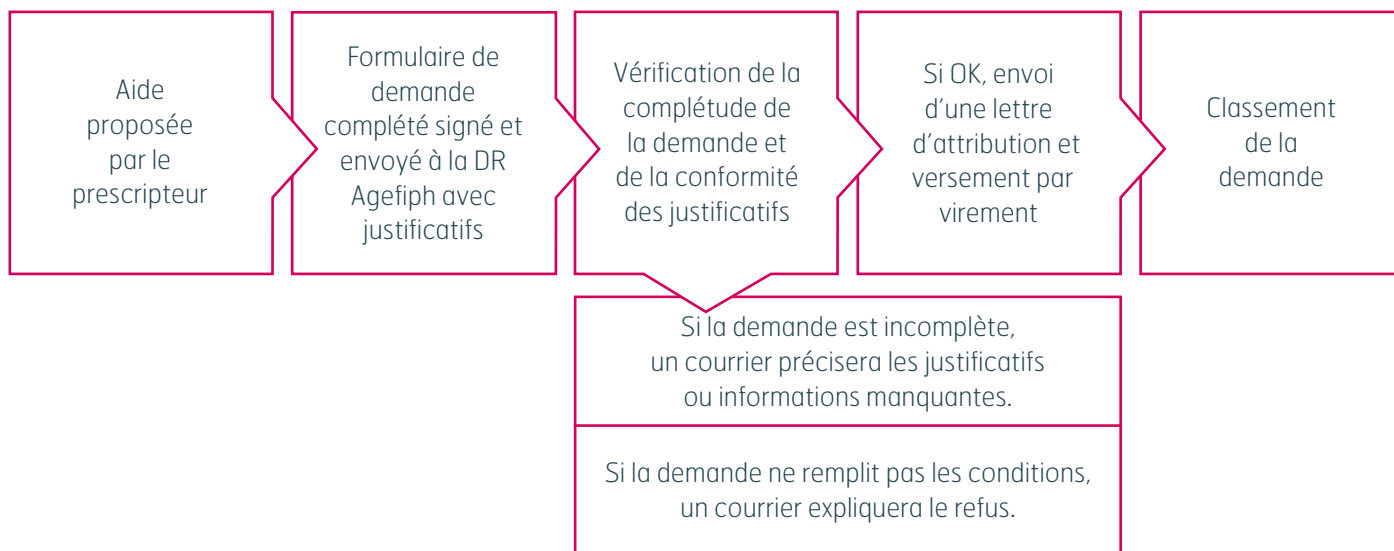 Aide
proposée
par le
prescripteur
Formulaire de
demande
complété signé et
envoyé à la DR
Agefiph avec
justificatifs
Vérification de la
complétude de
la demande et
de la conformité
des justificatifs
Si OK, envoi
d'une lettre
d'attribution et
versement par
virement
Classement
de la
demande
Si la demande est incomplète,
un courrier précisera les justificatifs
ou informations manquantes.
Si la demande ne remplit pas les conditions,
un courrier expliquera le refus.